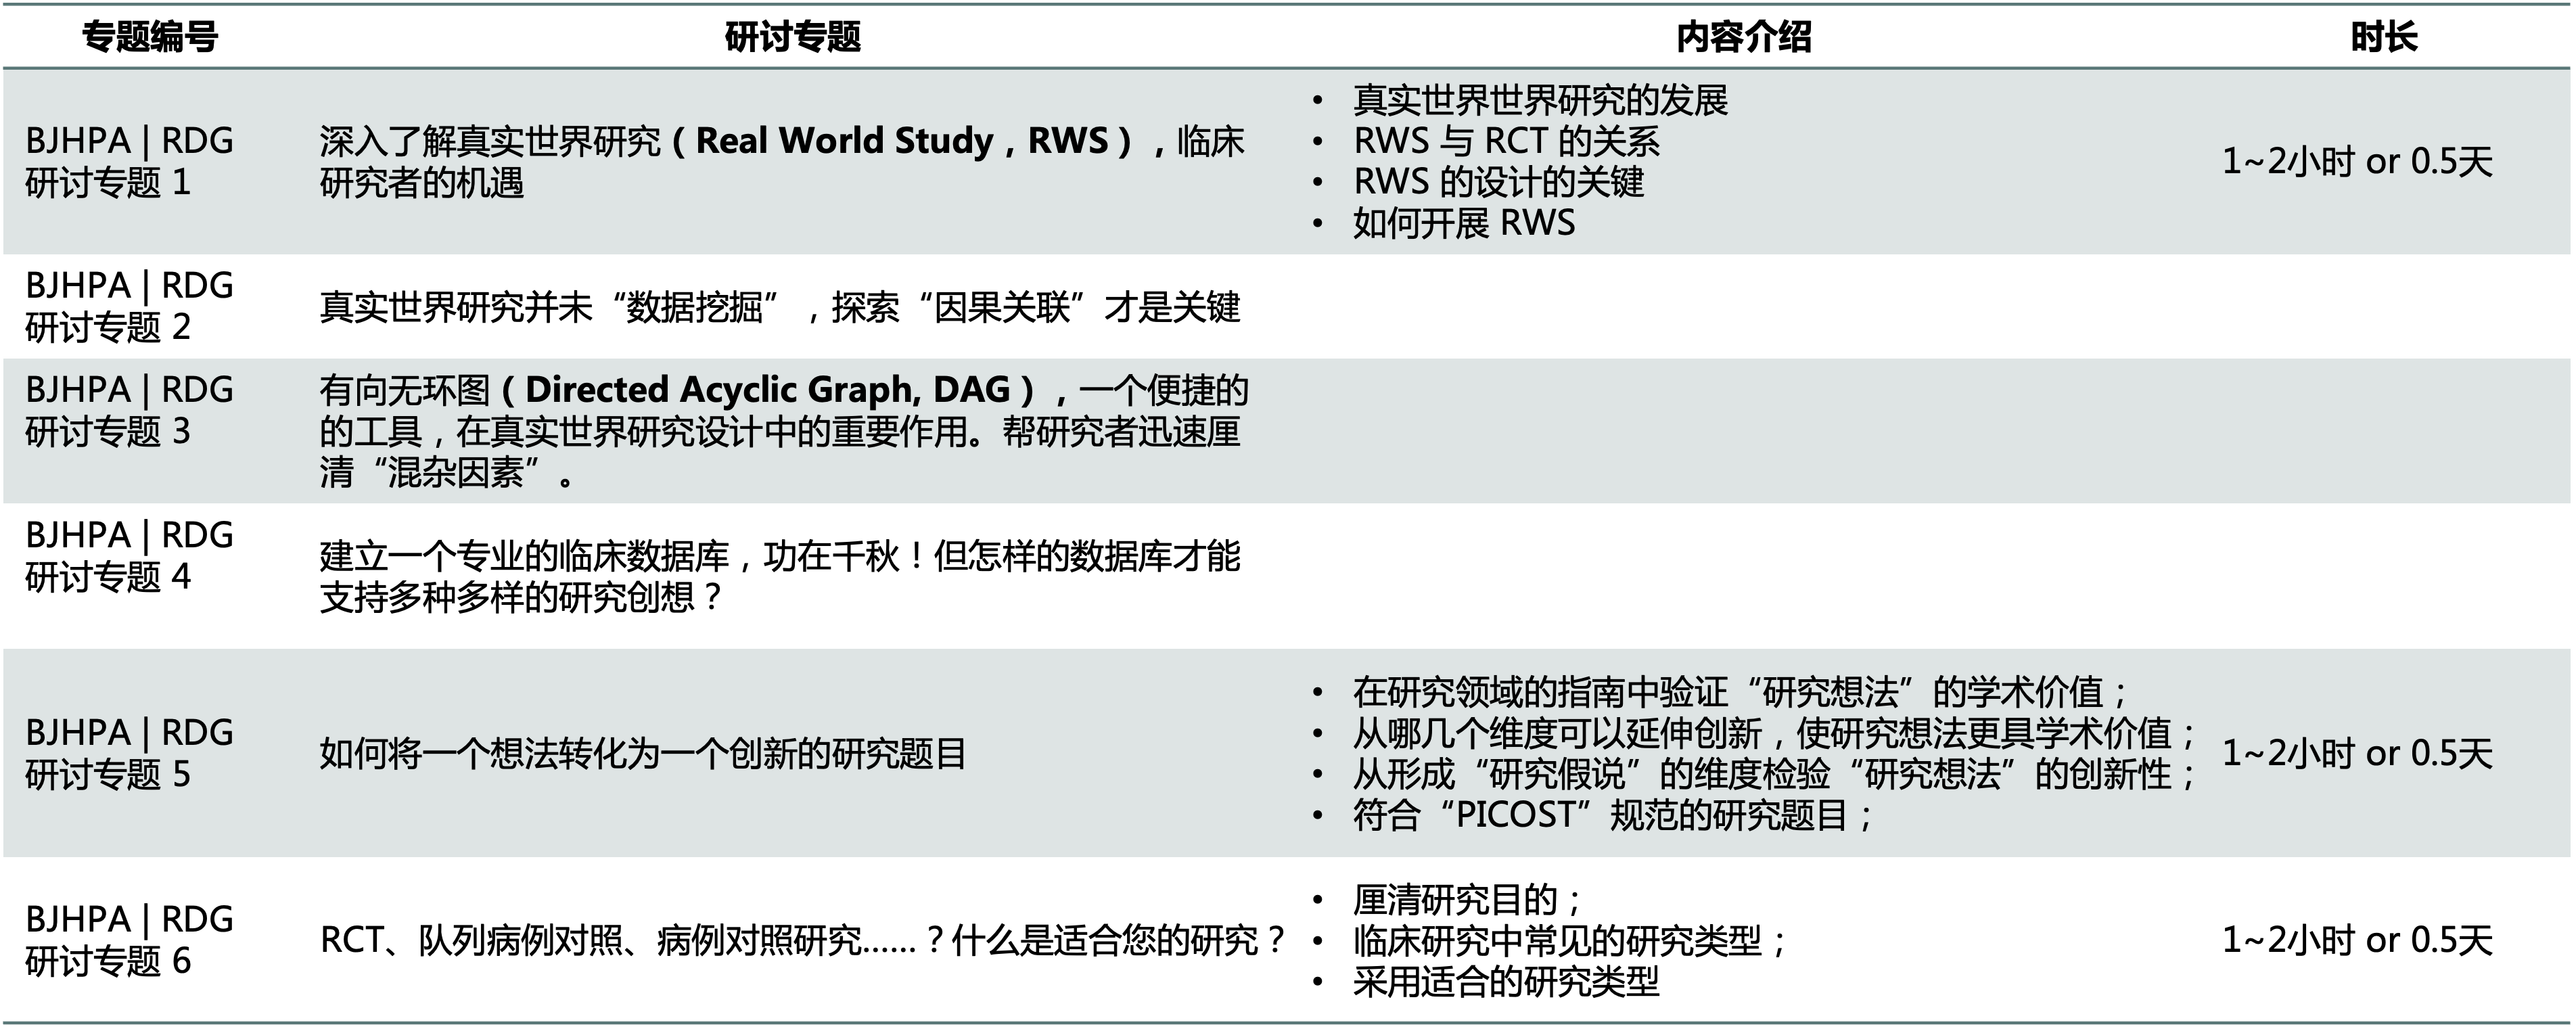 专题编号 研讨专题 内容介绍 时长
BJHPA | RDG
研讨专题 1
深入了解真实世界研究（Real World Study，RWS），临床
研究者的机遇
• 真实世界世界研究的发展
• RWS 与 RCT 的关系
• RWS 的设计的关键
• 如何开展 RWS
1~2小时 or 0.5天
BJHPA | RDG
研讨专题 2
真实世界研究并未“数据挖掘”，探索“因果关联”才是关键
BJHPA | RDG
研讨专题 3
有向无环图（Directed Acyclic Graph, DAG），一个便捷的
的工具，在真实世界研究设计中的重要作用。帮研究者迅速厘
清“混杂因素”。
BJHPA | RDG
研讨专题 4
建立一个专业的临床数据库，功在千秋！但怎样的数据库才能
支持多种多样的研究创想？
BJHPA | RDG
研讨专题 5
如何将一个想法转化为一个创新的研究题目
• 在研究领域的指南中验证“研究想法”的学术价值；
• 从哪几个维度可以延伸创新，使研究想法更具学术价值；
• 从形成“研究假说”的维度检验“研究想法”的创新性；
• 符合“PICOST”规范的研究题目；
1~2小时 or 0.5天
BJHPA | RDG
研讨专题 6
RCT、队列病例对照、病例对照研究……？什么是适合您的研究？
• 厘清研究目的；
• 临床研究中常见的研究类型；
• 采用适合的研究类型
1~2小时 or 0.5天